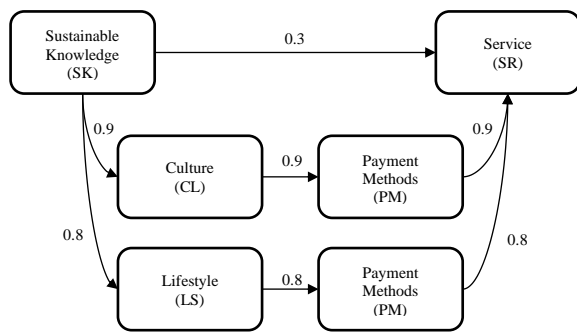 Sustainable
Knowledge
(SK)
0.3
Service
(SR)
0.9
Culture
(CL)
0.9
Payment
Methods
(PM)
0.9
0.8
Lifestyle
(LS)
0.8
Payment
Methods
(PM)
0.8